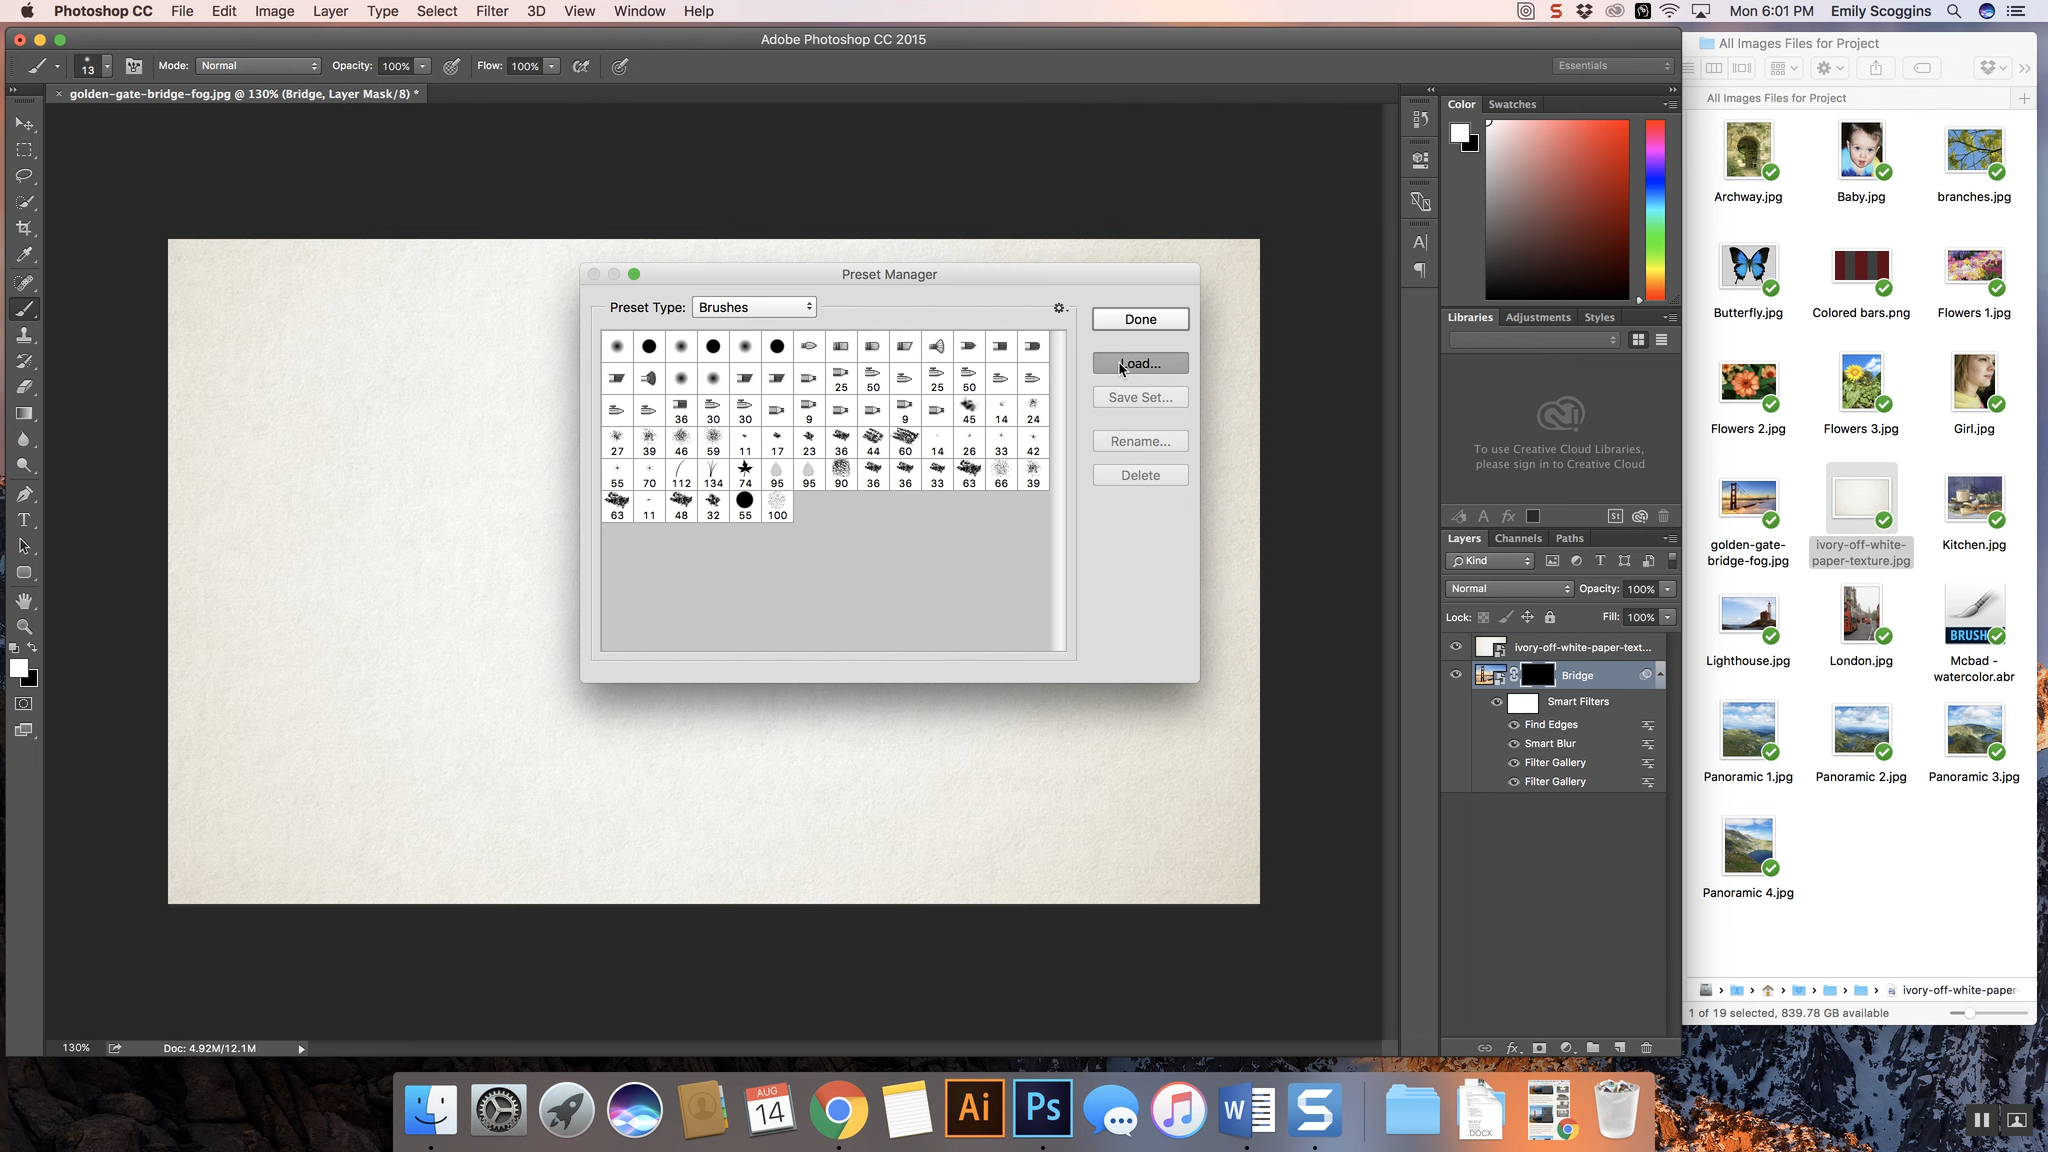 Photoshop CC File Edit Image Layer Type Select Filter 3D View Window Help
Mon 6:01 PM Emily Scoggins
Adobe Photoshop CC 2015
13 Mode: Normal Opacity: 100% Flow: 100% Essentials
× golden-gate-bridge-fog.jpg @ 130% (Bridge, Layer Mask/8) *
Preset Manager
Preset Type: Brushes
25 50 25 50
36 30 30 9 9 45 14 24
27 39 46 59 11 17 23 36 44 60 14 26 33 42
55 70 112 134 74 95 95 90 36 36 33 63 66 39
63 11 48 32 55 100
Done
Load...
Save Set...
Rename...
Delete
Color Swatches
Libraries Adjustments Styles
To use Creative Cloud Libraries,
please sign in to Creative Cloud
A fx St
Layers Channels Paths
Kind
Normal Opacity: 100%
Lock: Fill: 100%
ivory-off-white-paper-text...
Bridge
Smart Filters
Find Edges
Smart Blur
Filter Gallery
Filter Gallery
fx
130% Doc: 4.92M/12.1M
All Images Files for Project
All Images Files for Project
Archway.jpg Baby.jpg branches.jpg
Butterfly.jpg Colored bars.png Flowers 1.jpg
Flowers 2.jpg Flowers 3.jpg Girl.jpg
golden-gate-
bridge-fog.jpg
ivory-off-white-
paper-texture.jpg
Kitchen.jpg
BRUSH
Lighthouse.jpg London.jpg Mcbad -
watercolor.abr
Panoramic 1.jpg Panoramic 2.jpg Panoramic 3.jpg
Panoramic 4.jpg
ivory-off-white-paper-
1 of 19 selected, 839.78 GB available
AUG
14
Ai Ps W S
DOCX